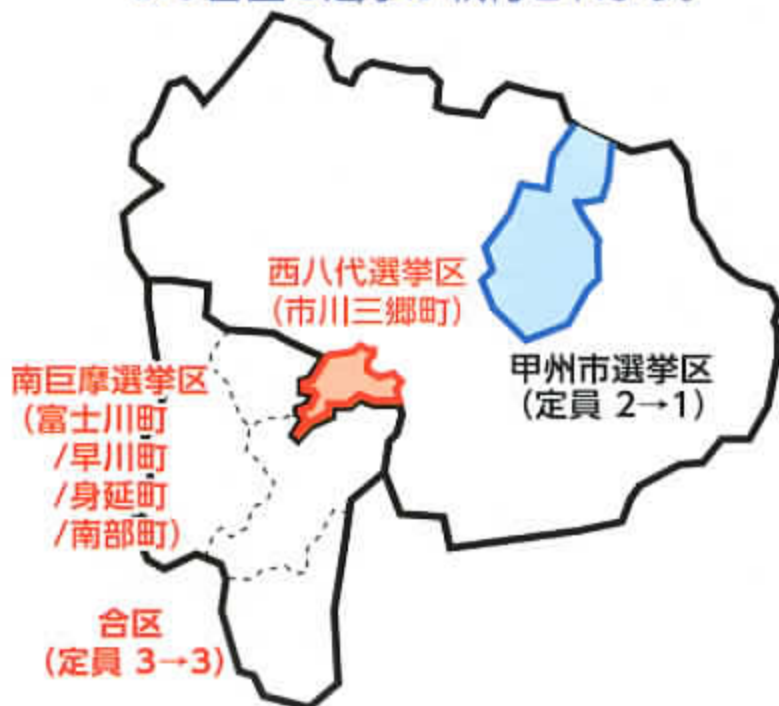 西八代選挙区
(市川三郷町)
甲州市選挙区
(定員 2→1)
南巨摩選挙区
(富士川町
/早川町
/身延町
/南部町)
合区
(定員 3→3)